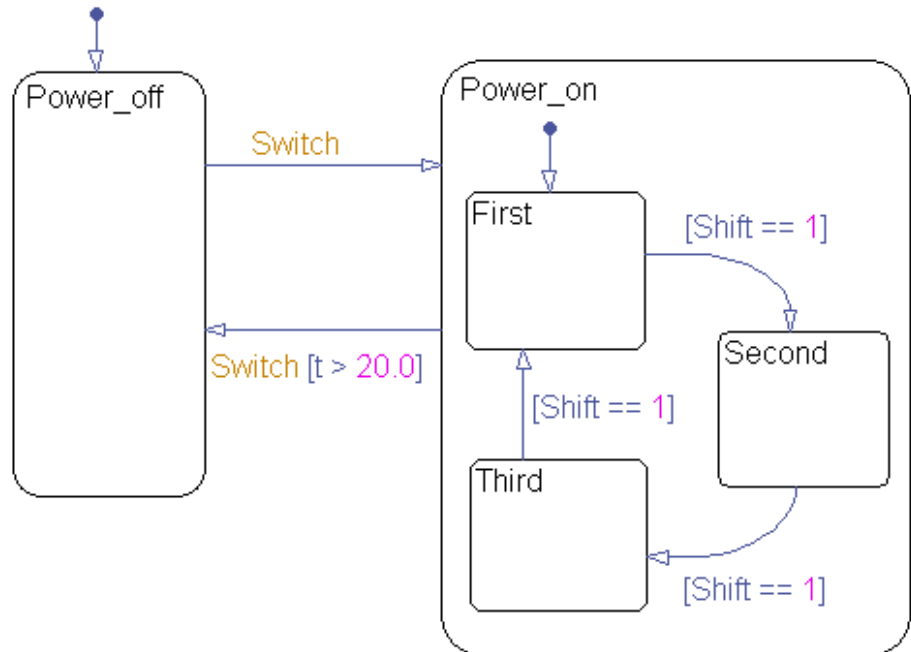 Power_off
Power_on
Switch
First
[Shift == 1]
Second
Switch [t > 20.0]
[Shift == 1]
Third
[Shift == 1]